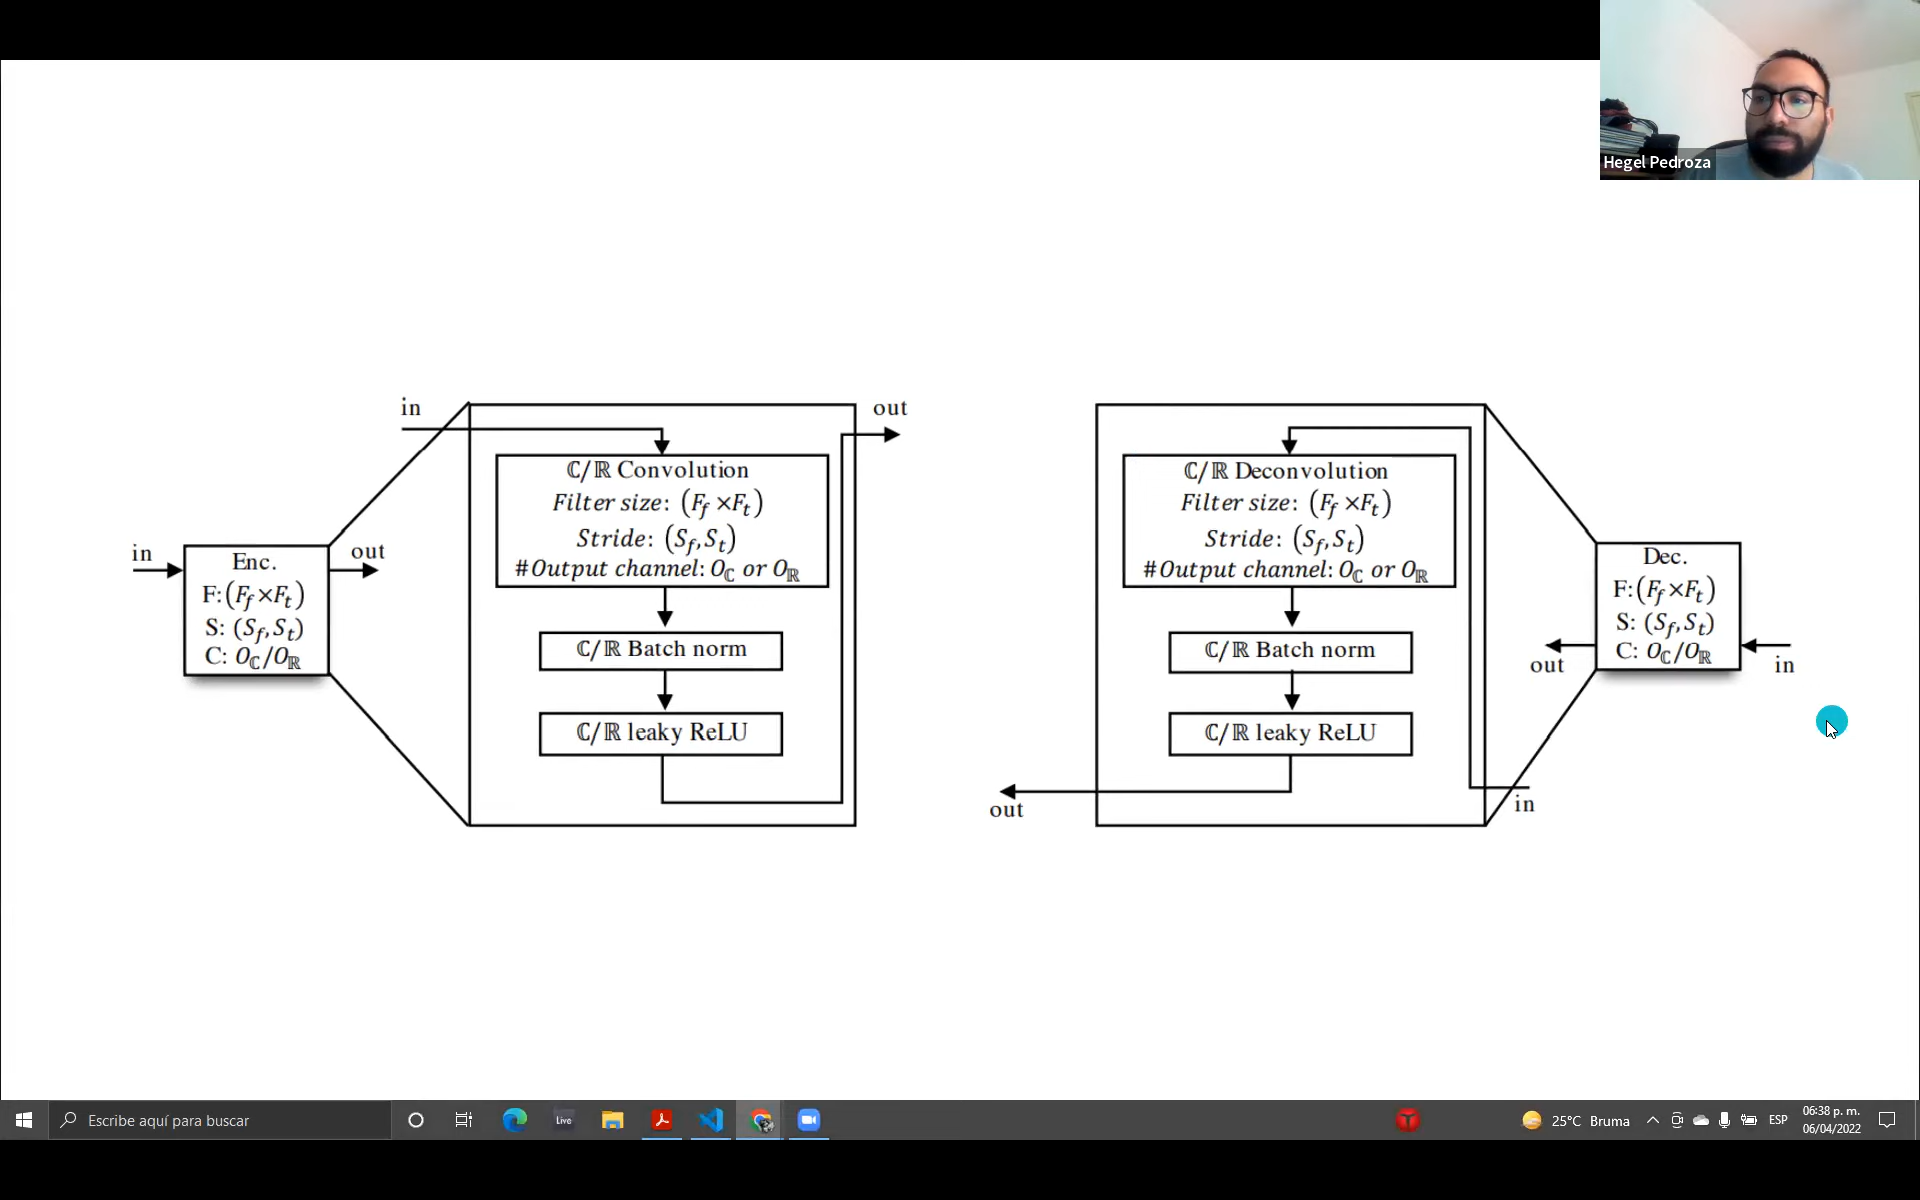 Hegel Pedroza
in
out
Enc.
F:(F_f ×F_t)
S: (S_f,S_t)
C: O_ℂ/O_ℝ
in
out
ℂ/ℝ Convolution
Filter size: (F_f ×F_t)
Stride: (S_f,S_t)
#Output channel: O_ℂ or O_ℝ
ℂ/ℝ Batch norm
ℂ/ℝ leaky ReLU
ℂ/ℝ Deconvolution
Filter size: (F_f ×F_t)
Stride: (S_f,S_t)
#Output channel: O_ℂ or O_ℝ
ℂ/ℝ Batch norm
ℂ/ℝ leaky ReLU
out
in
Dec.
F:(F_f ×F_t)
S: (S_f,S_t)
C: O_ℂ/O_ℝ
out
in
Escribe aquí para buscar
Live
25°C Bruma
ESP
06:38 p. m.
06/04/2022